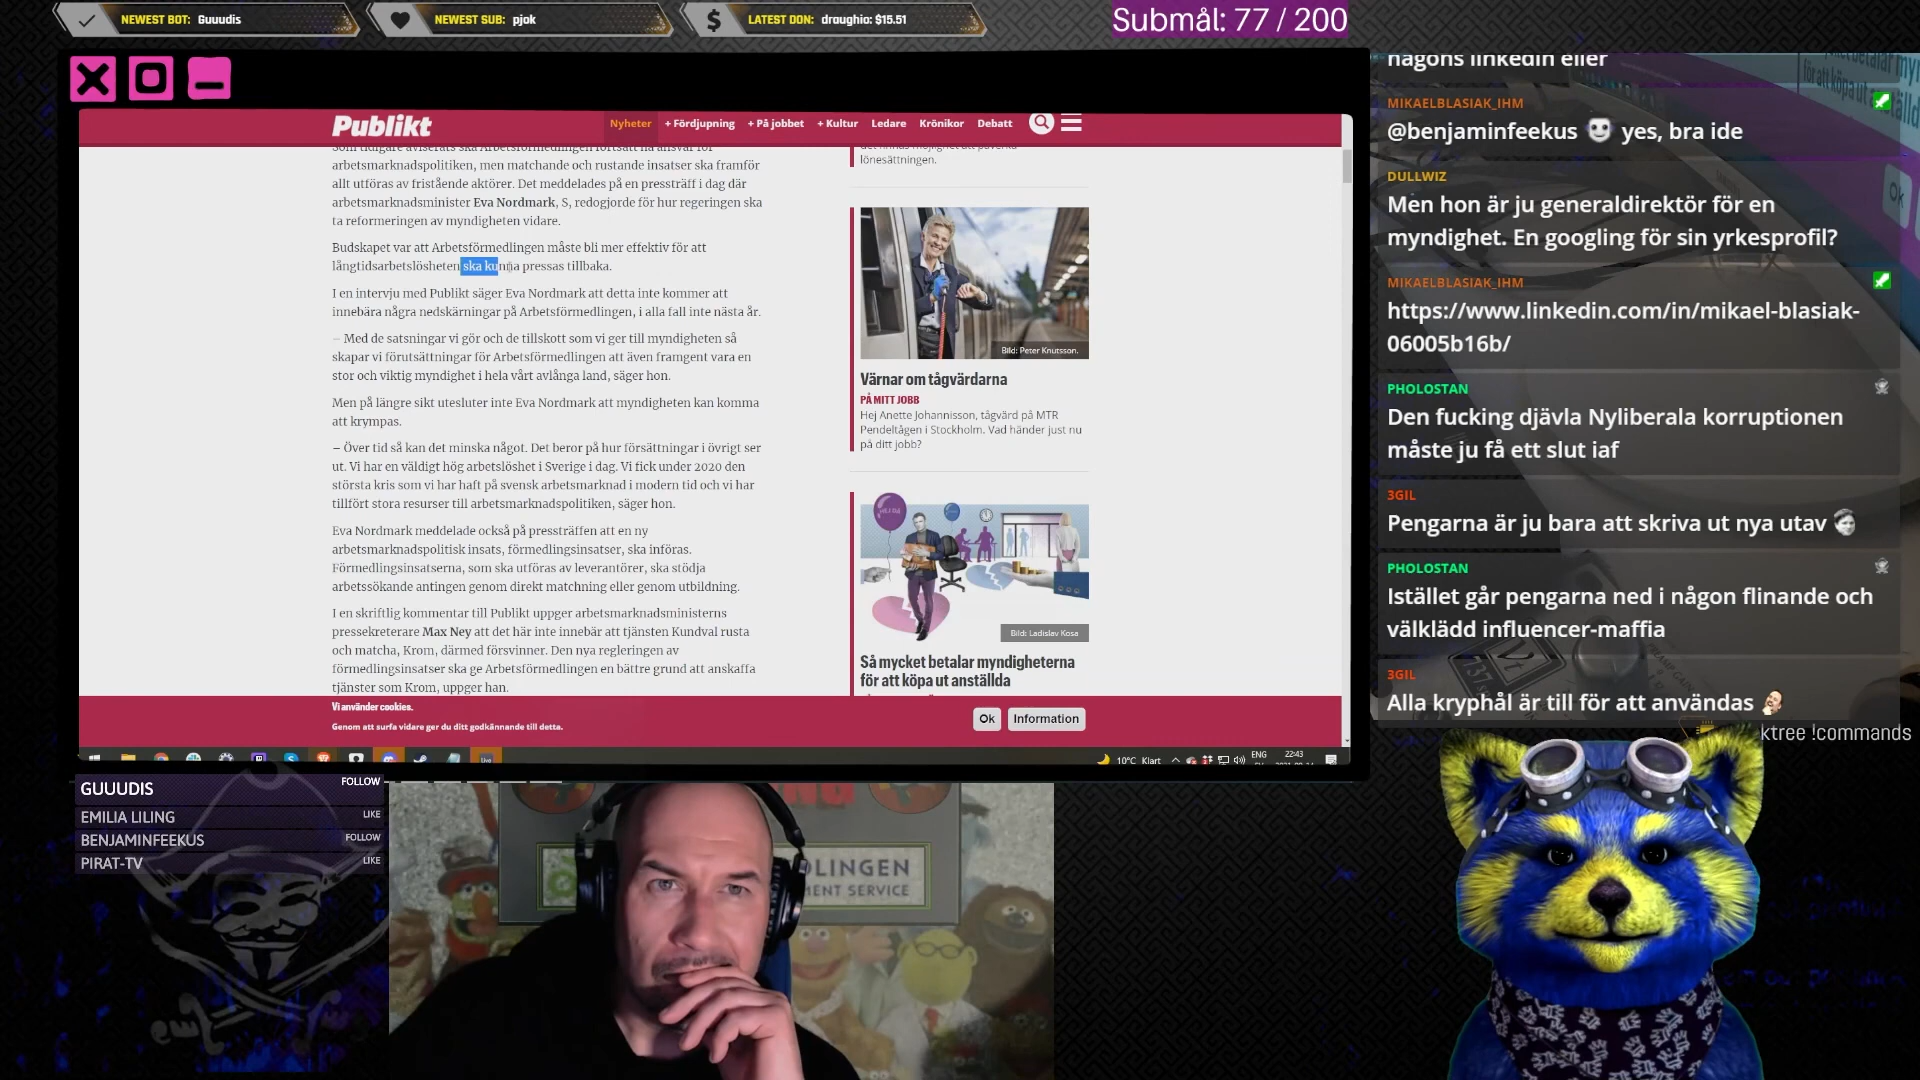 NEWEST BOT: Guuudis
NEWEST SUB: pjok
LATEST DON: draughio: $15.51
Submål: 77 / 200
Publikt
Nyheter + Fördjupning + På jobbet + Kultur Ledare Krönikor Debatt
Som tidigare aviserats ska Arbetsförmedlingen fortsatt ha ansvar för
arbetsmarknadspolitiken, men matchande och rustande insatser ska framför
allt utföras av fristående aktörer. Det meddelades på en pressträff i dag där
arbetsmarknadsminister Eva Nordmark, S, redogjorde för hur regeringen ska
ta reformeringen av myndigheten vidare.
Budskapet var att Arbetsförmedlingen måste bli mer effektiv för att
långtidsarbetslösheten ska kunna pressas tillbaka.
I en intervju med Publikt säger Eva Nordmark att detta inte kommer att
innebära några nedskärningar på Arbetsförmedlingen, i alla fall inte nästa år.
– Med de satsningar vi gör och de tillskott som vi ger till myndigheten så
skapar vi förutsättningar för Arbetsförmedlingen att även framgent vara en
stor och viktig myndighet i hela vårt avlånga land, säger hon.
Men på längre sikt utesluter inte Eva Nordmark att myndigheten kan komma
att krympas.
– Över tid så kan det minska något. Det beror på hur försättningar i övrigt ser
ut. Vi har en väldigt hög arbetslöshet i Sverige i dag. Vi fick under 2020 den
största kris som vi har haft på svensk arbetsmarknad i modern tid och vi har
tillfört stora resurser till arbetsmarknadspolitiken, säger hon.
Eva Nordmark meddelade också på pressträffen att en ny
arbetsmarknadspolitisk insats, förmedlingsinsatser, ska införas.
Förmedlingsinsatserna, som ska utföras av leverantörer, ska stödja
arbetssökande antingen genom direkt matchning eller genom utbildning.
I en skriftlig kommentar till Publikt uppger arbetsmarknadsministerns
pressekreterare Max Ney att det här inte innebär att tjänsten Kundval rusta
och matcha, Krom, därmed försvinner. Den nya regleringen av
förmedlingsinsatser ska ge Arbetsförmedlingen en bättre grund att anskaffa
tjänster som Krom, uppger han.
det finnas möjlighet att påverka
lönesättningen.
Bild: Peter Knutsson.
Värnar om tågvärdarna
PÅ MITT JOBB
Hej Anette Johannisson, tågvärd på MTR
Pendeltågen i Stockholm. Vad händer just nu
på ditt jobb?
Bild: Ladislav Kosa
Så mycket betalar myndigheterna
för att köpa ut anställda
Vi använder cookies.
Genom att surfa vidare ger du ditt godkännande till detta.
Ok
Information
10°C Klart
ENG
22:43
någons linkedin eller
MIKAELBLASIAK_IHM
@benjaminfeekus yes, bra ide
DULLWIZ
Men hon är ju generaldirektör för en
myndighet. En googling för sin yrkesprofil?
MIKAELBLASIAK_IHM
https://www.linkedin.com/in/mikael-blasiak-
06005b16b/
PHOLOSTAN
Den fucking djävla Nyliberala korruptionen
måste ju få ett slut iaf
3GIL
Pengarna är ju bara att skriva ut nya utav
PHOLOSTAN
Istället går pengarna ned i någon flinande och
välklädd influencer-maffia
3GIL
Alla kryphål är till för att användas
ktree !commands
GUUUDIS FOLLOW
EMILIA LILING LIKE
BENJAMINFEEKUS FOLLOW
PIRAT-TV LIKE
DLINGEN
MENT SERVICE